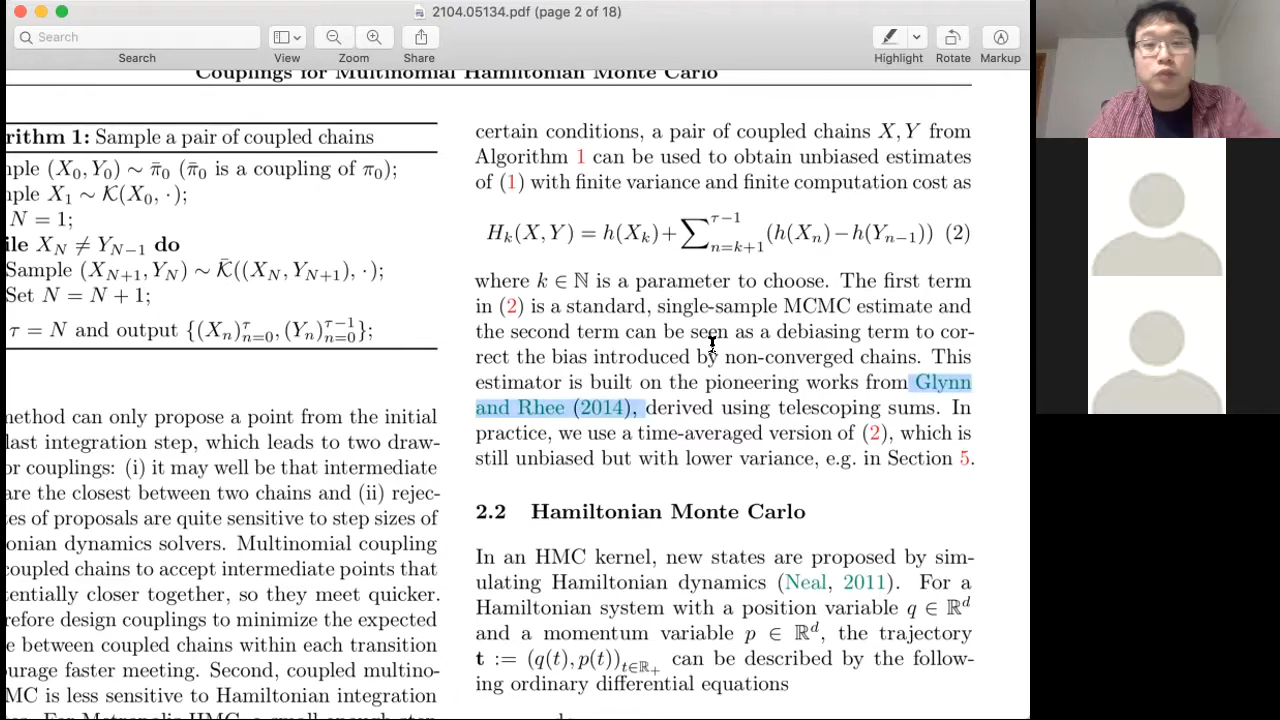 2104.05134.pdf (page 2 of 18)
Search
Search
View
Zoom
Share
Highlight
Rotate
Markup
Couplings for Multinomial Hamiltonian Monte Carlo
rithm 1: Sample a pair of coupled chains
nple (X₀, Y₀) ∼ π̄₀ (π̄₀ is a coupling of π₀);
nple X₁ ∼ 𝒦(X₀, ·);
N = 1;
ile X_N ≠ Y_{N−1} do
Sample (X_{N+1}, Y_N) ∼ 𝒦̄((X_N, Y_{N+1}), ·);
Set N = N + 1;
τ = N and output {(X_n)_{n=0}^{τ}, (Y_n)_{n=0}^{τ−1}};
method can only propose a point from the initial
last integration step, which leads to two draw-
or couplings: (i) it may well be that intermediate
are the closest between two chains and (ii) rejec-
es of proposals are quite sensitive to step sizes of
onian dynamics solvers. Multinomial coupling
coupled chains to accept intermediate points that
tentially closer together, so they meet quicker.
refore design couplings to minimize the expected
e between coupled chains within each transition
ourage faster meeting. Second, coupled multino-
MC is less sensitive to Hamiltonian integration
For Metropolis HMC, a small enough step
certain conditions, a pair of coupled chains X, Y from
Algorithm 1 can be used to obtain unbiased estimates
of (1) with finite variance and finite computation cost as
H_k(X, Y) = h(X_k) + ∑_{n=k+1}^{τ−1} (h(X_n) − h(Y_{n−1})) (2)
where k ∈ ℕ is a parameter to choose. The first term
in (2) is a standard, single-sample MCMC estimate and
the second term can be seen as a debiasing term to cor-
rect the bias introduced by non-converged chains. This
estimator is built on the pioneering works from Glynn
and Rhee (2014), derived using telescoping sums. In
practice, we use a time-averaged version of (2), which is
still unbiased but with lower variance, e.g. in Section 5.
2.2 Hamiltonian Monte Carlo
In an HMC kernel, new states are proposed by sim-
ulating Hamiltonian dynamics (Neal, 2011). For a
Hamiltonian system with a position variable q ∈ ℝ^d
and a momentum variable p ∈ ℝ^d, the trajectory
t := (q(t), p(t))_{t∈ℝ₊} can be described by the follow-
ing ordinary differential equations